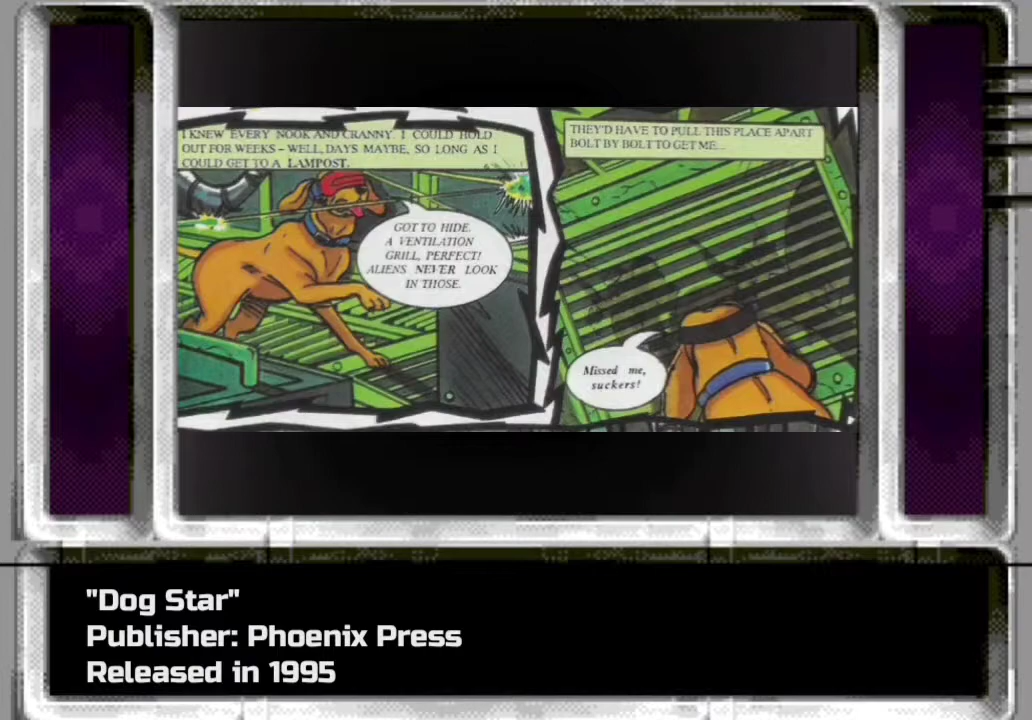 I KNEW EVERY NOOK AND CRANNY. I COULD HOLD
OUT FOR WEEKS – WELL, DAYS MAYBE, SO LONG AS I
COULD GET TO A LAMPOST.
GOT TO HIDE.
A VENTILATION
GRILL, PERFECT!
ALIENS NEVER LOOK
IN THOSE.
THEY'D HAVE TO PULL THIS PLACE APART
BOLT BY BOLT TO GET ME...
Missed me,
suckers!
"Dog Star"
Publisher: Phoenix Press
Released in 1995